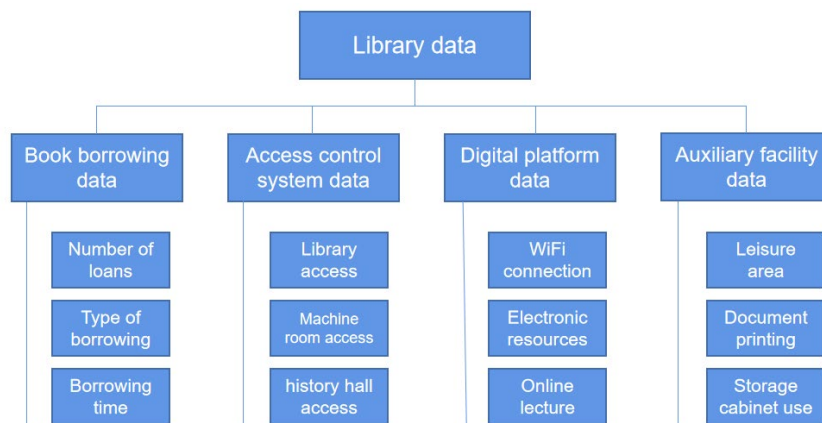 Library data
Book borrowing
data
Access control
system data
Digital platform
data
Auxiliary facility
data
Number of
loans
Library
access
WiFi
connection
Leisure
area
Type of
borrowing
Machine
room access
Electronic
resources
Document
printing
Borrowing
time
history hall
access
Online
lecture
Storage
cabinet use